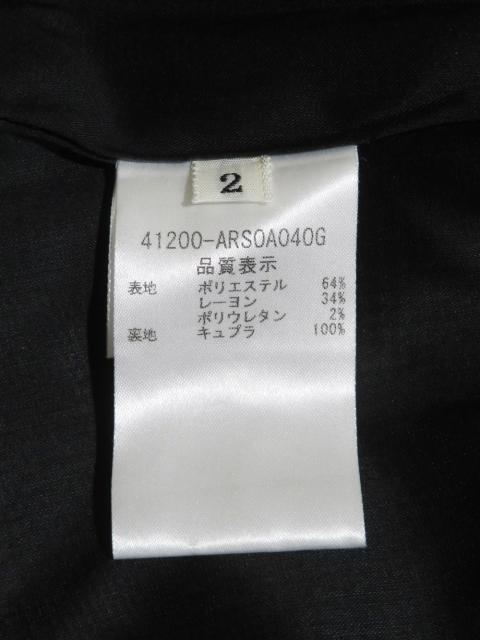 2
41200-ARS0A040G
品質表示
表地 ポリエステル 64%
レーヨン 34%
ポリウレタン 2%
裏地 キュプラ 100%